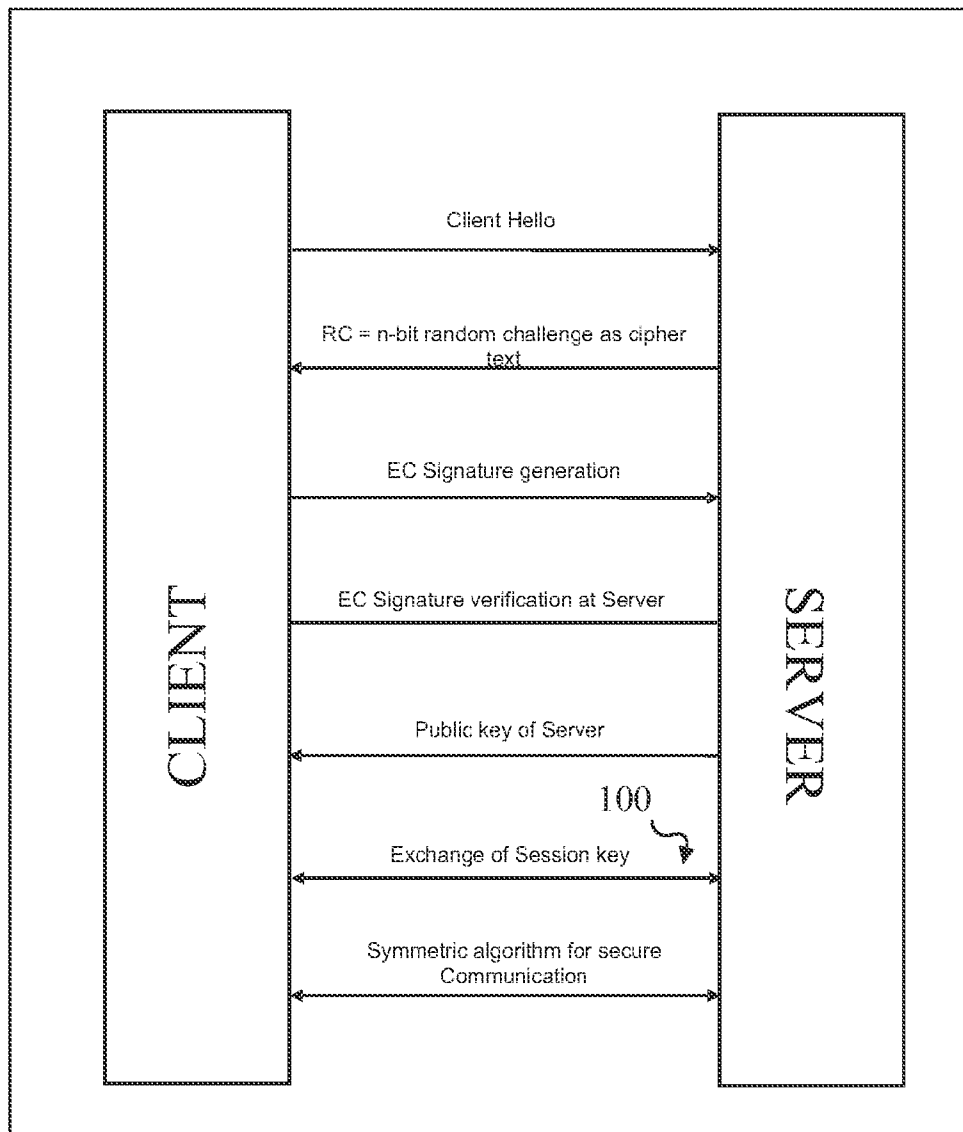 Client Hello
RC = n-bit random challenge as cipher
text
EC Signature generation
EC Signature verification at Server
Public key of Server
100
Exchange of Session key
Symmetric algorithm for secure
Communication
CLIENT
SERVER